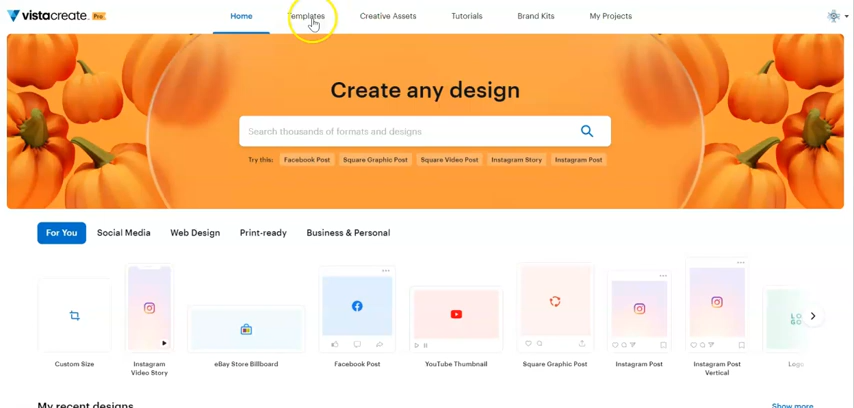 vistacreate. Pro
Home
Templates
Creative Assets
Tutorials
Brand Kits
My Projects
Create any design
Search thousands of formats and designs
Try this: Facebook Post Square Graphic Post Square Video Post Instagram Story Instagram Post
For You Social Media Web Design Print-ready Business & Personal
Custom Size
Instagram
Video Story
eBay Store Billboard
Facebook Post
YouTube Thumbnail
Square Graphic Post
Instagram Post
Instagram Post
Vertical
LO
GO
Logo
My recent designs
Show more